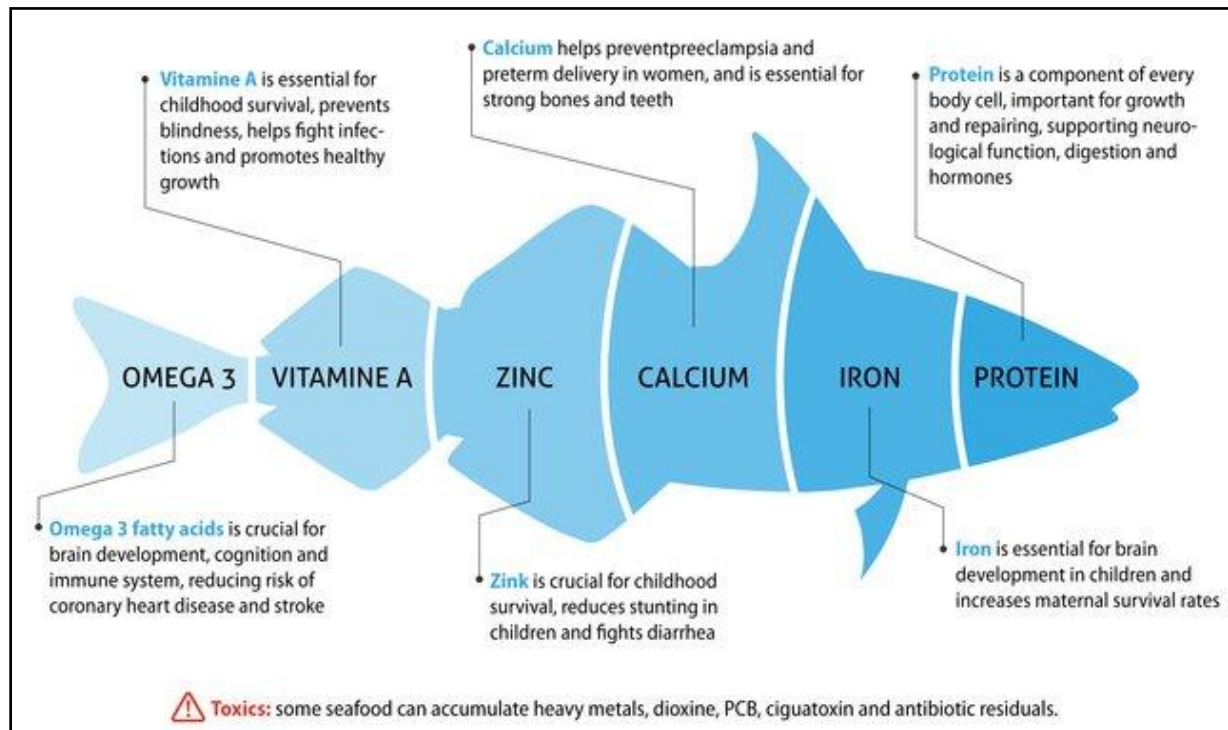 Calcium helps preventpreeclampsia and
preterm delivery in women, and is essential for
strong bones and teeth
Vitamine A is essential for
childhood survival, prevents
blindness, helps fight infec-
tions and promotes healthy
growth
Protein is a component of every
body cell, important for growth
and repairing, supporting neuro-
logical function, digestion and
hormones
OMEGA 3
VITAMINE A
ZINC
CALCIUM
IRON
PROTEIN
Omega 3 fatty acids is crucial for
brain development, cognition and
immune system, reducing risk of
coronary heart disease and stroke
Zink is crucial for childhood
survival, reduces stunting in
children and fights diarrhea
Iron is essential for brain
development in children and
increases maternal survival rates
Toxics: some seafood can accumulate heavy metals, dioxine, PCB, ciguatoxin and antibiotic residuals.